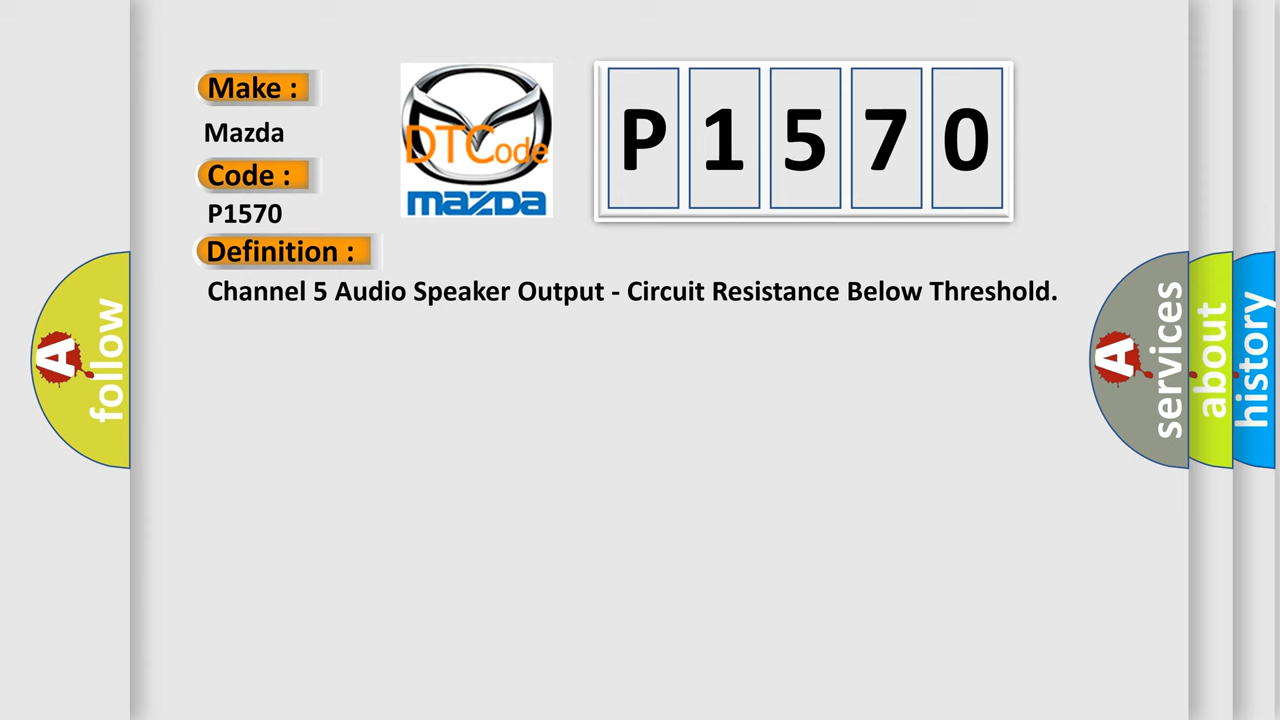 Make :
Mazda
Code :
P1570
Definition :
Channel 5 Audio Speaker Output - Circuit Resistance Below Threshold.
DTCode
mazda
P 1 5 7 0
A follow
A services
about
history